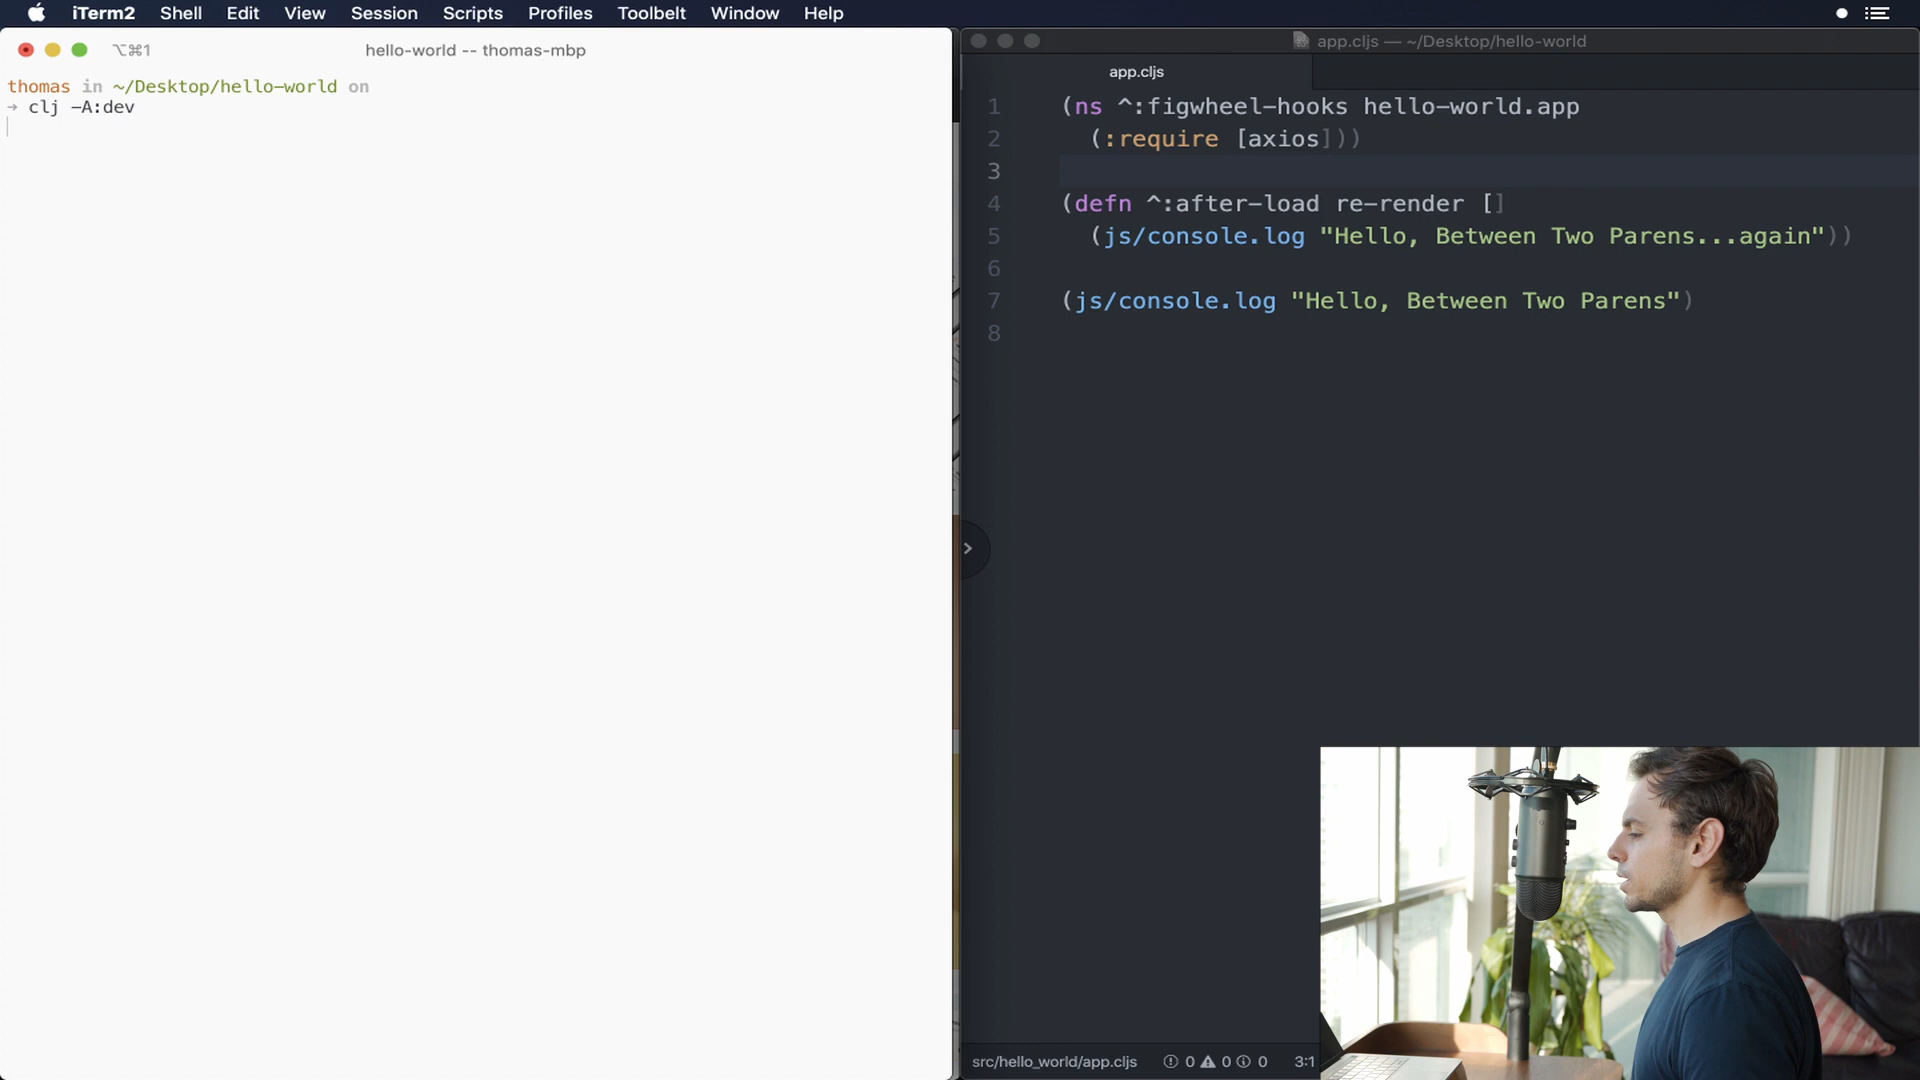 iTerm2 Shell Edit View Session Scripts Profiles Toolbelt Window Help
⌥⌘1 hello-world -- thomas-mbp
thomas in ~/Desktop/hello-world on
➜ clj -A:dev
app.cljs — ~/Desktop/hello-world
app.cljs
1 (ns ^:figwheel-hooks hello-world.app
2 (:require [axios]))
3
4 (defn ^:after-load re-render []
5 (js/console.log "Hello, Between Two Parens...again"))
6
7 (js/console.log "Hello, Between Two Parens")
8
src/hello_world/app.cljs 0 0 0 3:1